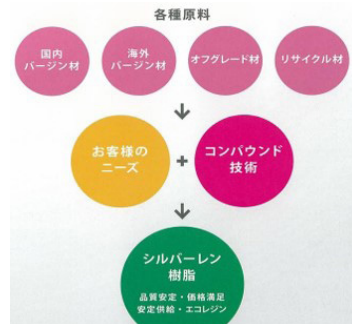 各種原料
国内
バージン材
海外
バージン材
オフグレード材
リサイクル材
お客様の
ニーズ
+
コンパウンド
技術
シルバーレン
樹脂
品質安定・価格満足
安定供給・エコレジン